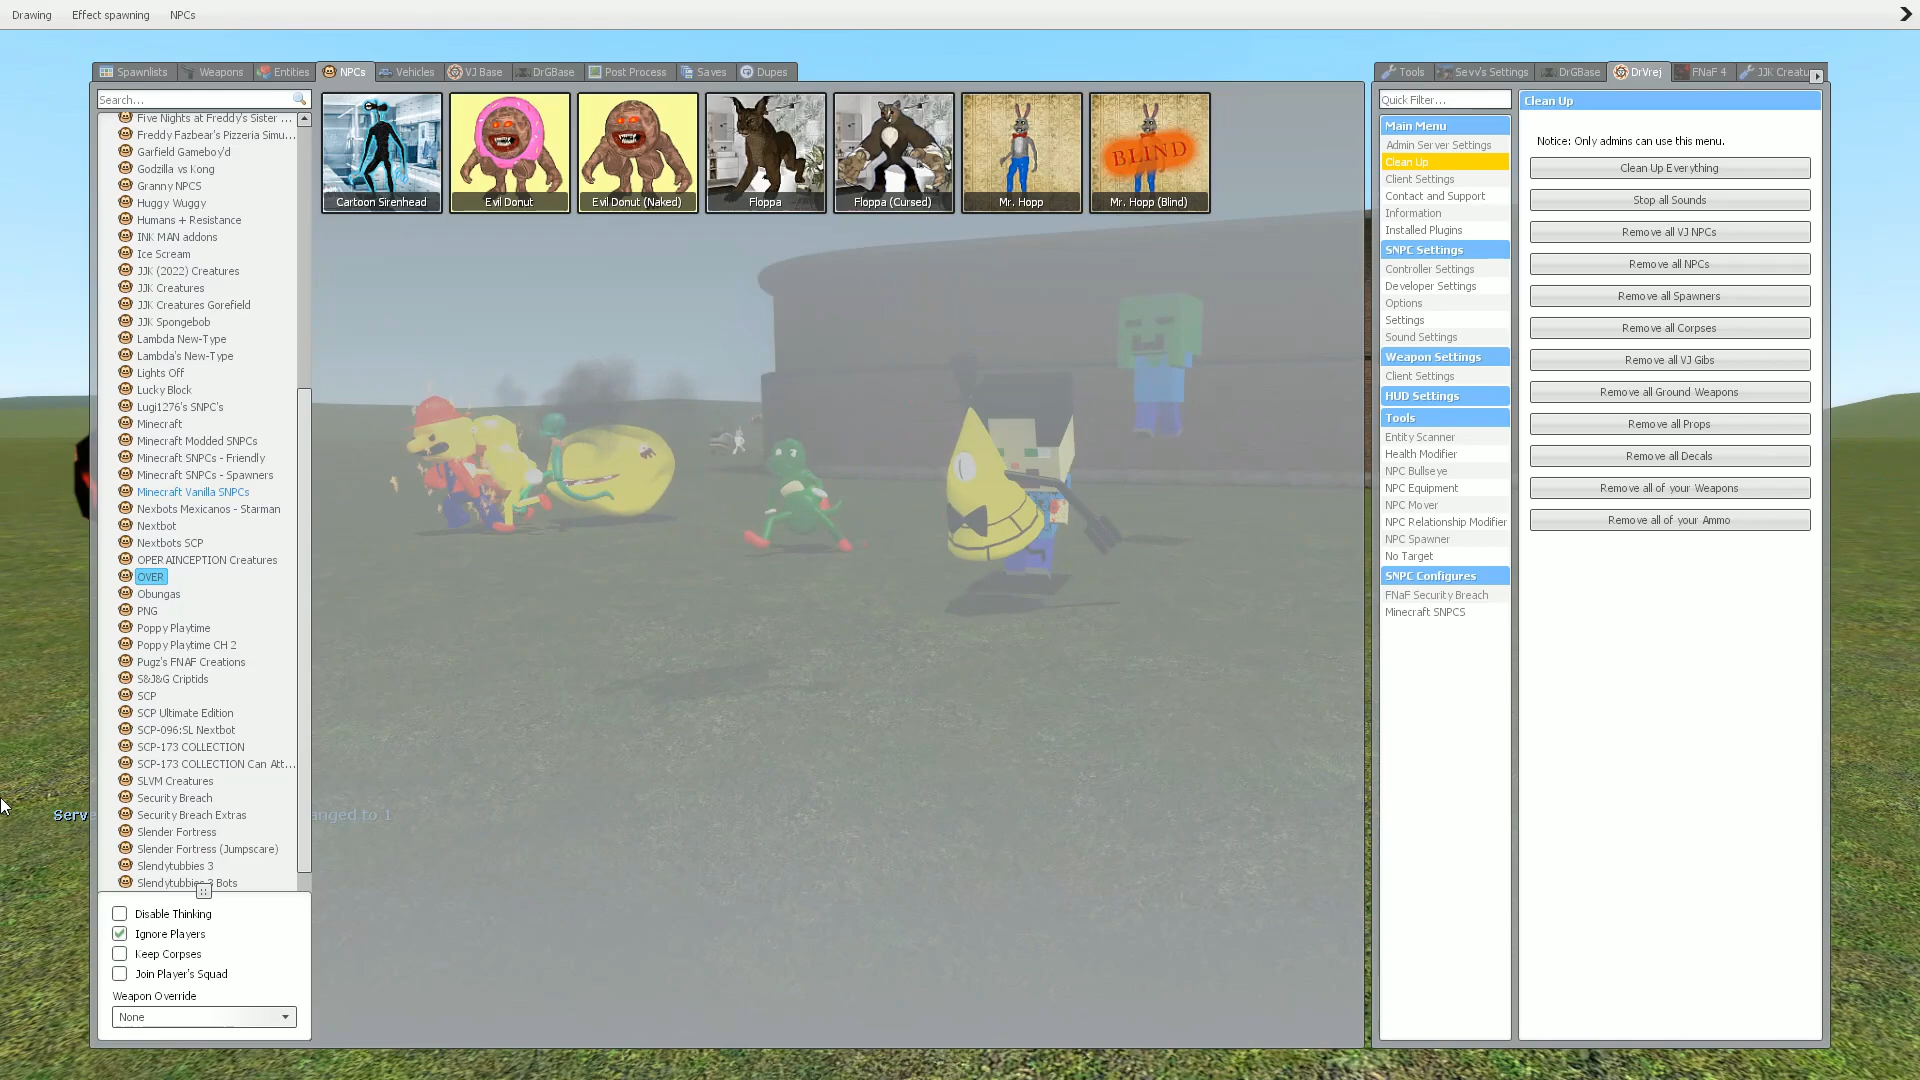 Drawing
Effect spawning
NPCs
Spawnlists
Weapons
Entities
NPCs
Vehicles
VJ Base
DrGBase
Post Process
Saves
Dupes
Tools
Sevv's Settings
DrGBase
DrVrej
FNaF 4
JJK Creatu
Search...
Five Nights at Freddy's Sister ...
Freddy Fazbear's Pizzeria Simu...
Garfield Gameboy'd
Godzilla vs Kong
Granny NPCS
Huggy Wuggy
Humans + Resistance
INK MAN addons
Ice Scream
JJK (2022) Creatures
JJK Creatures
JJK Creatures Gorefield
JJK Spongebob
Lambda New-Type
Lambda's New-Type
Lights Off
Lucky Block
Lugi1276's SNPC's
Minecraft
Minecraft Modded SNPCs
Minecraft SNPCs - Friendly
Minecraft SNPCs - Spawners
Minecraft Vanilla SNPCs
Nexbots Mexicanos - Starman
Nextbot
Nextbots SCP
OPERAINCEPTION Creatures
OVER
Obungas
PNG
Poppy Playtime
Poppy Playtime CH 2
Pugz's FNAF Creations
S&J&G Criptids
SCP
SCP Ultimate Edition
SCP-096:SL Nextbot
SCP-173 COLLECTION
SCP-173 COLLECTION Can Att...
SLVM Creatures
Security Breach
Security Breach Extras
Slender Fortress
Slender Fortress (Jumpscare)
Slendytubbies 3
Slendytubbies 3 Bots
Disable Thinking
Ignore Players
Keep Corpses
Join Player's Squad
Weapon Override
None
Cartoon Sirenhead
Evil Donut
Evil Donut (Naked)
Floppa
Floppa (Cursed)
Mr. Hopp
BLIND
Mr. Hopp (Blind)
Serv
anged to 1
Quick Filter...
Main Menu
Admin Server Settings
Clean Up
Client Settings
Contact and Support
Information
Installed Plugins
SNPC Settings
Controller Settings
Developer Settings
Options
Settings
Sound Settings
Weapon Settings
Client Settings
HUD Settings
Tools
Entity Scanner
Health Modifier
NPC Bullseye
NPC Equipment
NPC Mover
NPC Relationship Modifier
NPC Spawner
No Target
SNPC Configures
FNaF Security Breach
Minecraft SNPCS
Clean Up
Notice: Only admins can use this menu.
Clean Up Everything
Stop all Sounds
Remove all VJ NPCs
Remove all NPCs
Remove all Spawners
Remove all Corpses
Remove all VJ Gibs
Remove all Ground Weapons
Remove all Props
Remove all Decals
Remove all of your Weapons
Remove all of your Ammo